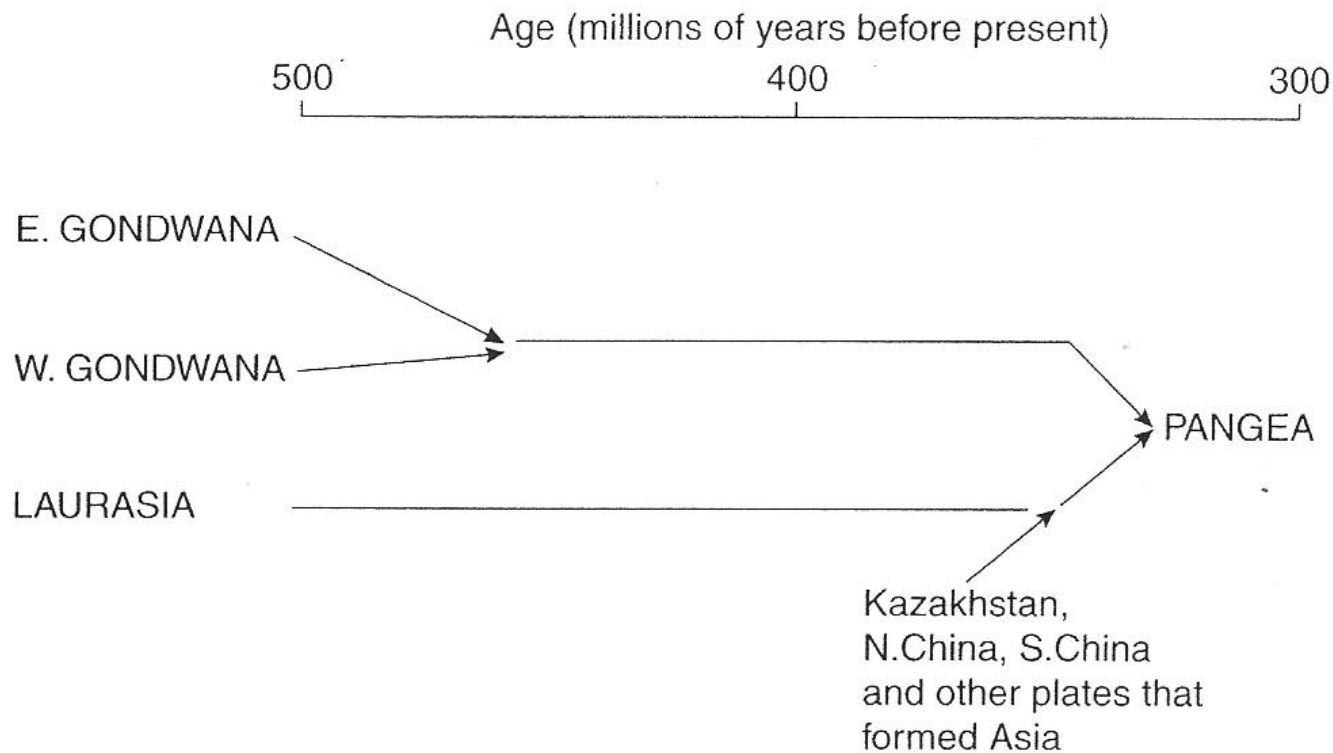 Age (millions of years before present)
500 400 300
E. GONDWANA
W. GONDWANA
PANGEA
LAURASIA
Kazakhstan,
N.China, S.China
and other plates that
formed Asia